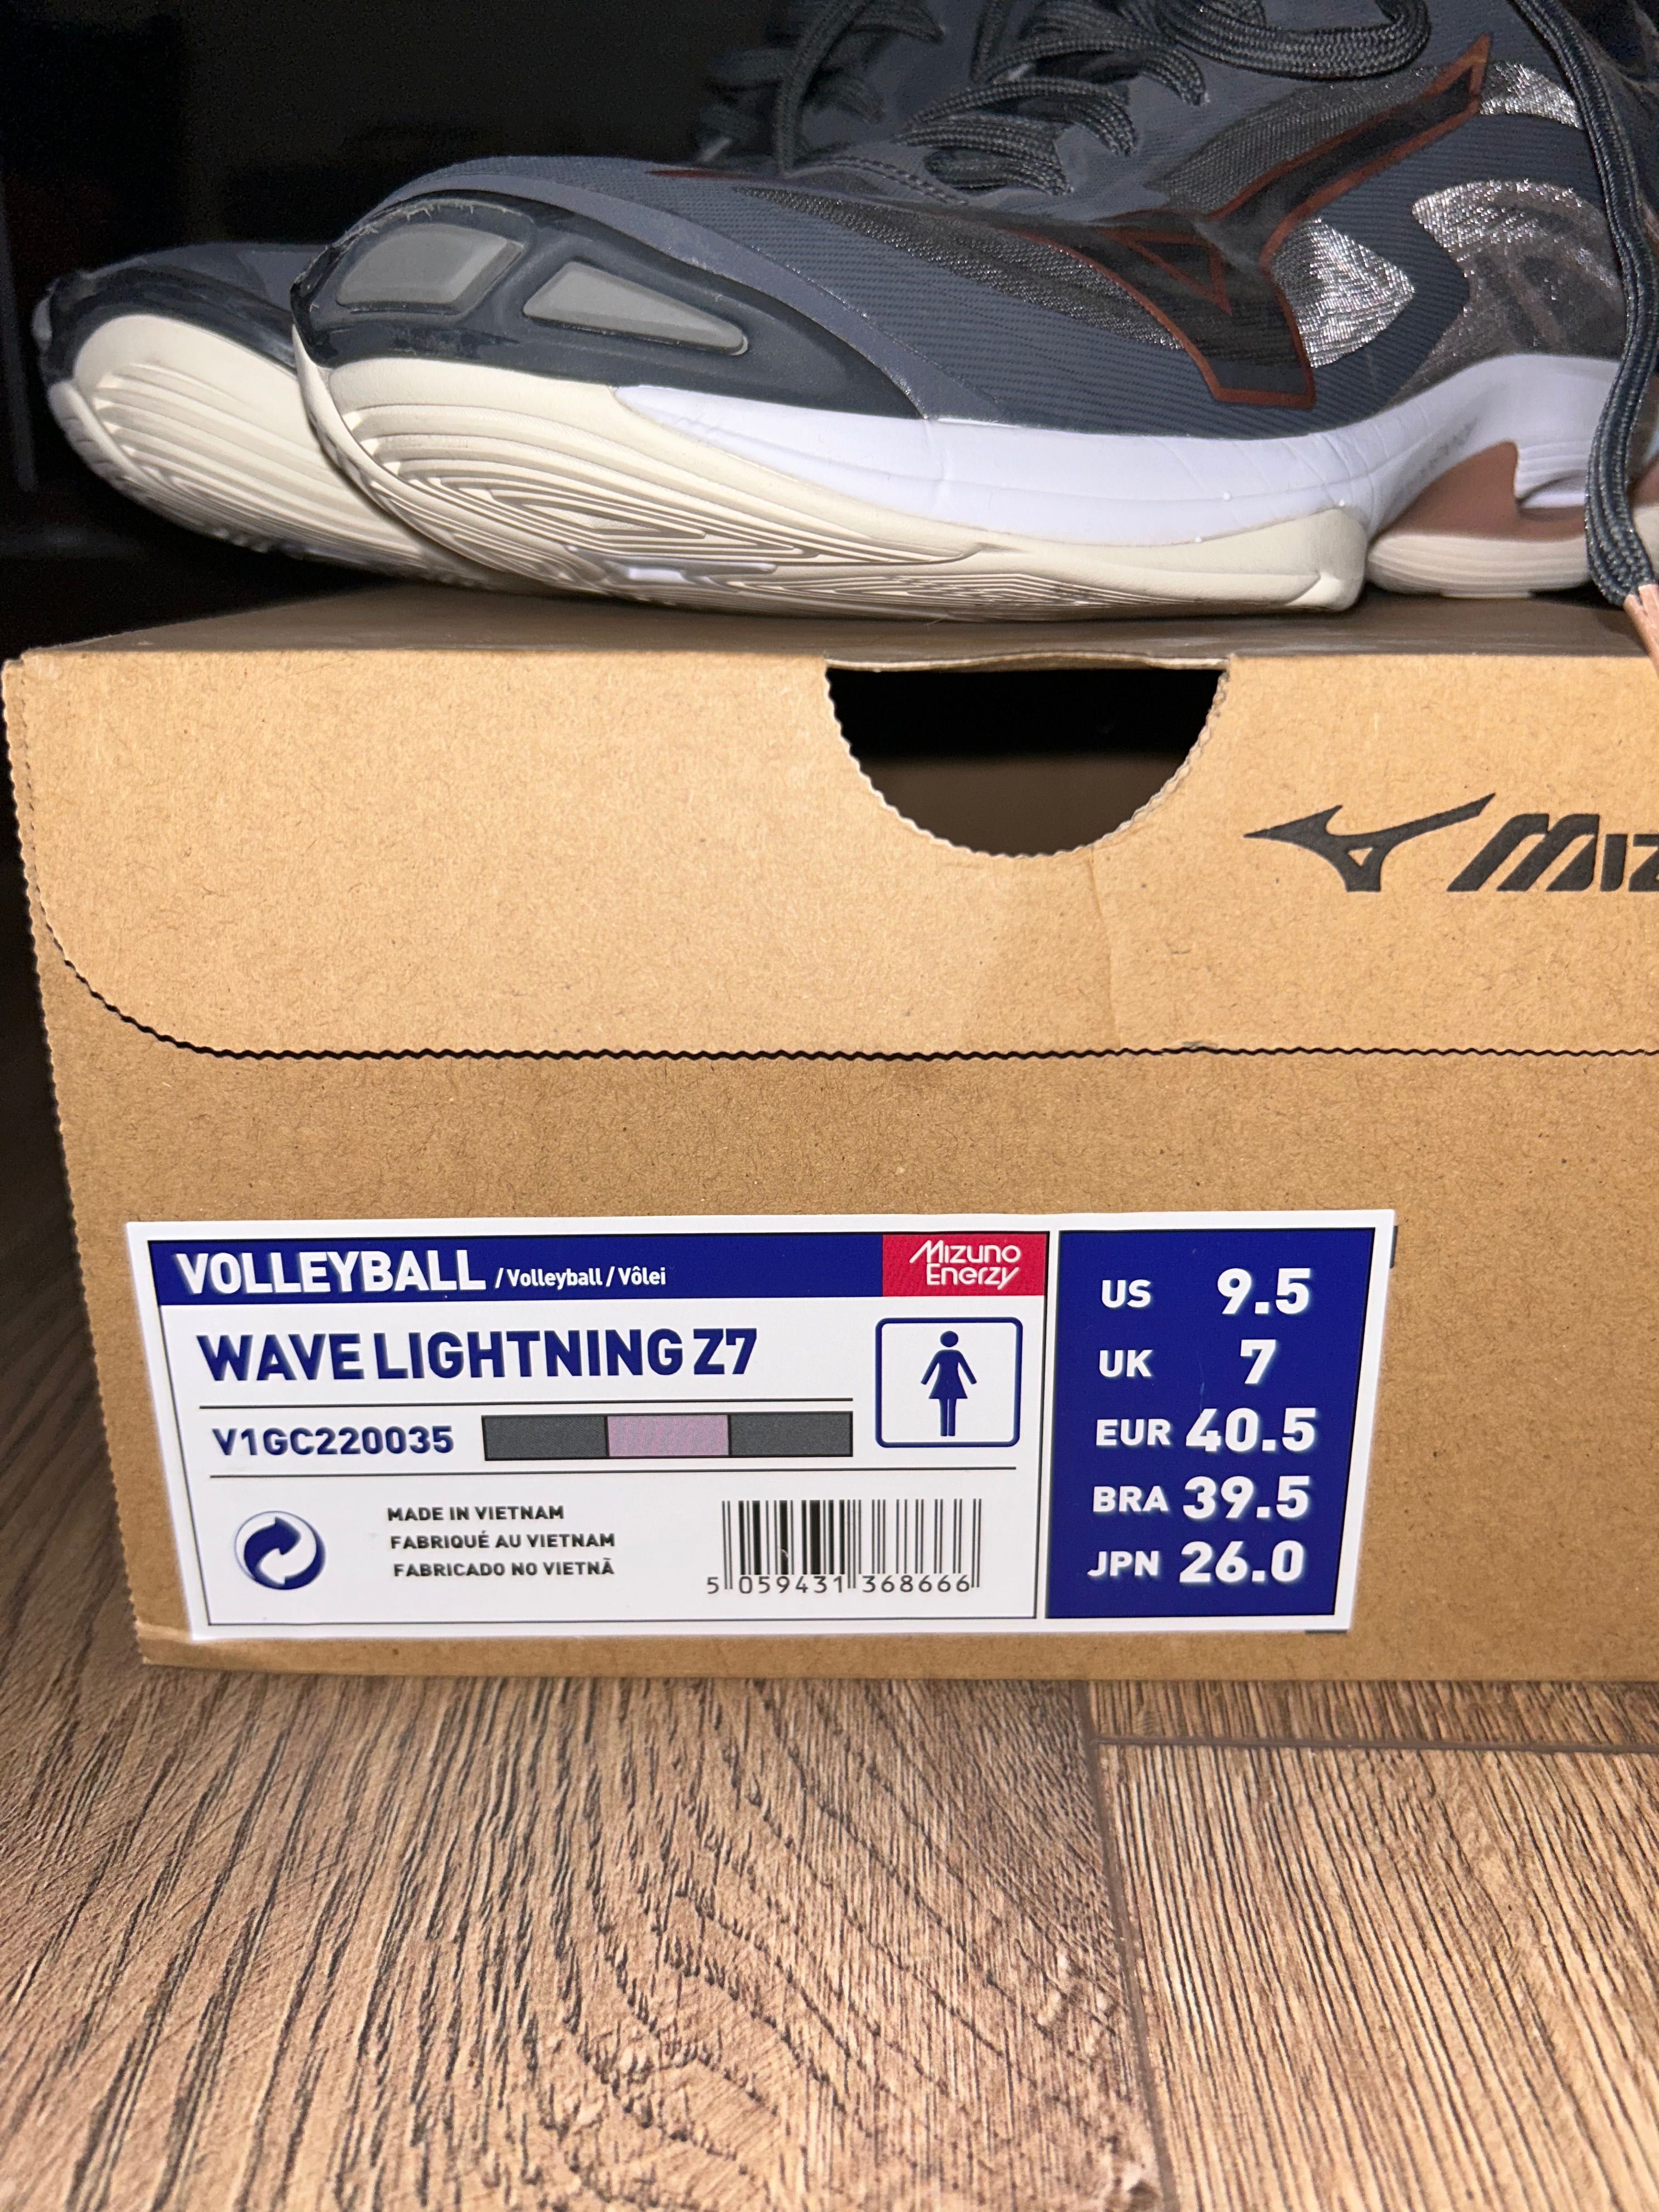 MIZ
VOLLEYBALL / Volleyball / Vôlei
Mizuno
Enerzy
WAVE LIGHTNING Z7
V1GC220035
MADE IN VIETNAM
FABRIQUÉ AU VIETNAM
FABRICADO NO VIETNÃ
5 059431 368666
US 9.5
UK 7
EUR 40.5
BRA 39.5
JPN 26.0